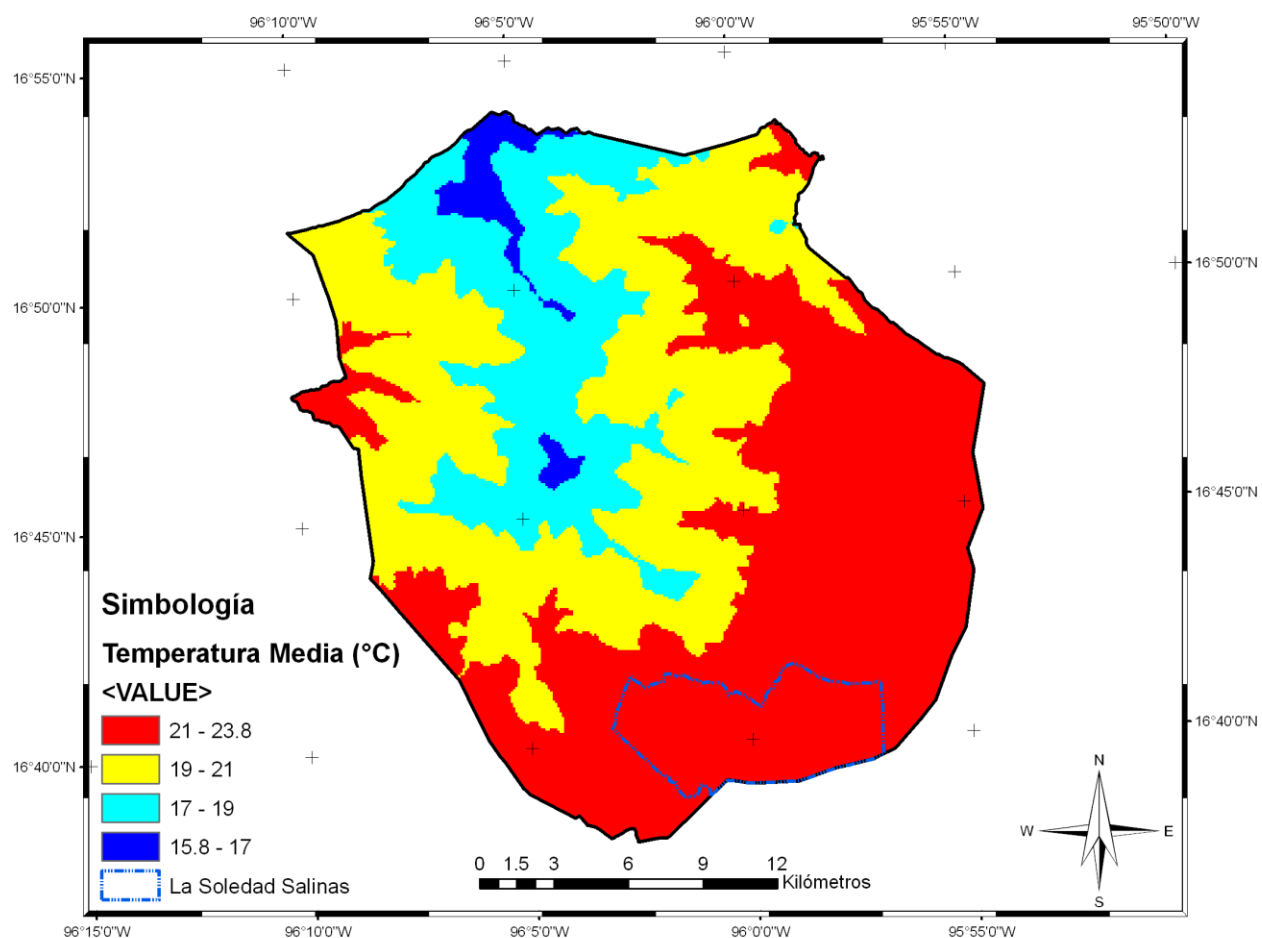 96°10'0"W 96°5'0"W 96°0'0"W 95°55'0"W 95°50'0"W
16°55'0"N
16°50'0"N
16°50'0"N
16°45'0"N
16°45'0"N
16°40'0"N
16°40'0"N
Simbología
Temperatura Media (°C)
<VALUE>
21 - 23.8
19 - 21
17 - 19
15.8 - 17
La Soledad Salinas
0 1.5 3 6 9 12
Kilómetros
N
W E
S
96°15'0"W 96°10'0"W 96°5'0"W 96°0'0"W 95°55'0"W